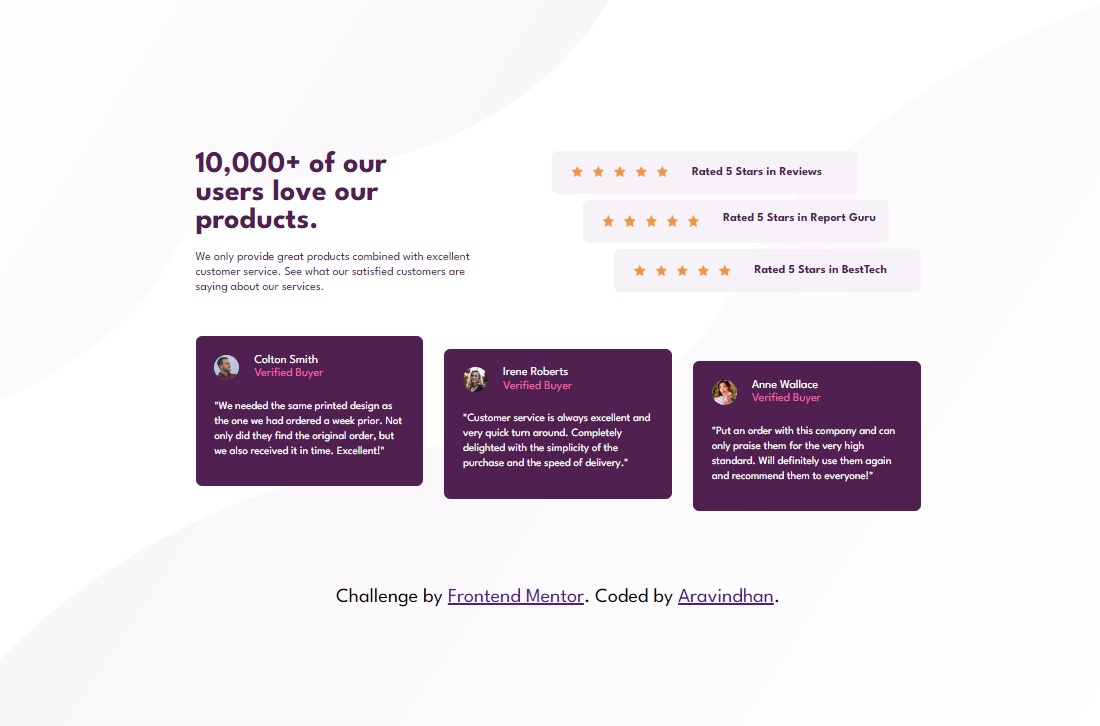 10,000+ of our
users love our
products.
We only provide great products combined with excellent
customer service. See what our satisfied customers are
saying about our services.
Rated 5 Stars in Reviews
Rated 5 Stars in Report Guru
Rated 5 Stars in BestTech
Colton Smith
Verified Buyer
"We needed the same printed design as
the one we had ordered a week prior. Not
only did they find the original order, but
we also received it in time. Excellent!"
Irene Roberts
Verified Buyer
"Customer service is always excellent and
very quick turn around. Completely
delighted with the simplicity of the
purchase and the speed of delivery."
Anne Wallace
Verified Buyer
"Put an order with this company and can
only praise them for the very high
standard. Will definitely use them again
and recommend them to everyone!"
Challenge by Frontend Mentor. Coded by Aravindhan.